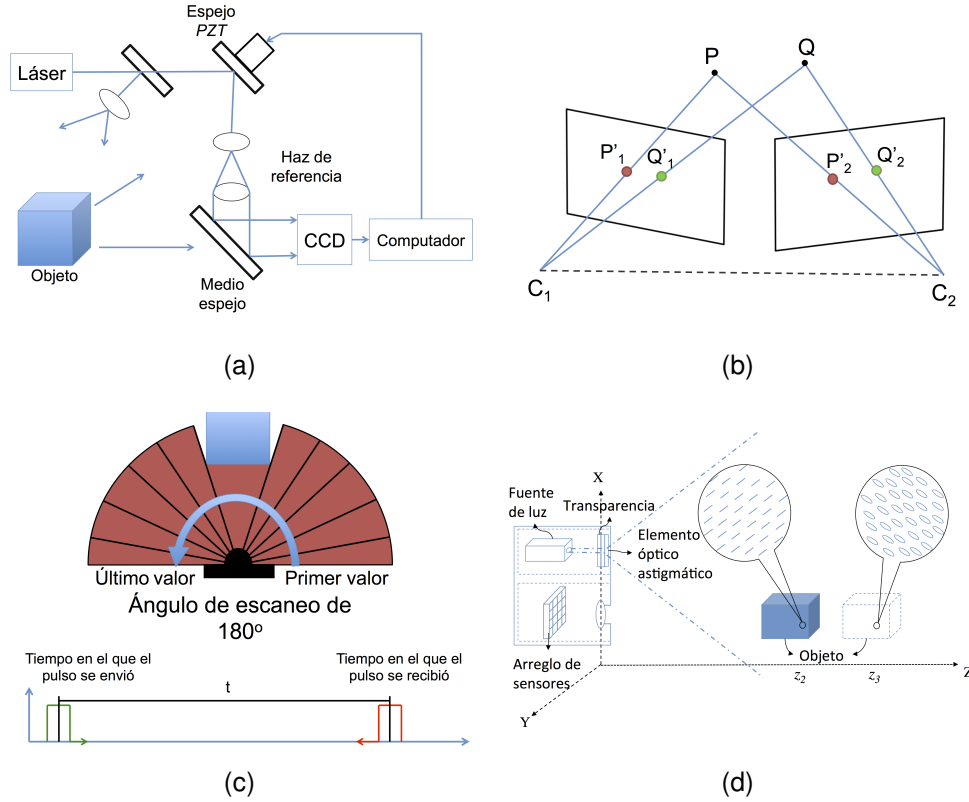 Espejo
PZT
Láser
Haz de
referencia
CCD
Computador
Objeto
Medio
espejo
(a)
P
Q
P'1
Q'1
P'2
Q'2
C1
C2
(b)
Último valor
Primer valor
Ángulo de escaneo de
180º
Tiempo en el que el
pulso se envió
Tiempo en el que el
pulso se recibió
t
(c)
X
Fuente
de luz
Transparencia
Elemento
óptico
astigmático
Arreglo de
sensores
Objeto
z2
z3
Z
Y
(d)